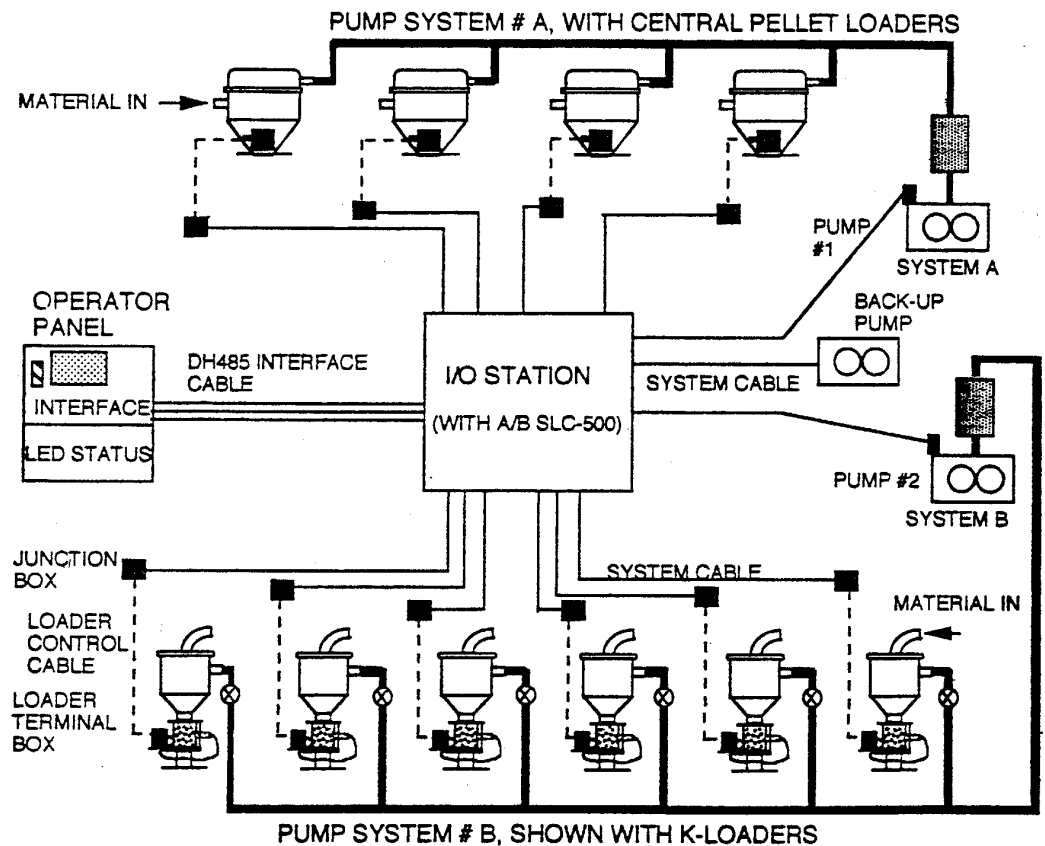 PUMP SYSTEM # A, WITH CENTRAL PELLET LOADERS
MATERIAL IN
PUMP
#1
SYSTEM A
OPERATOR
PANEL
INTERFACE
LED STATUS
DH485 INTERFACE
CABLE
I/O STATION
(WITH A/B SLC-500)
BACK-UP
PUMP
SYSTEM CABLE
PUMP #2
SYSTEM B
JUNCTION
BOX
LOADER
CONTROL
CABLE
LOADER
TERMINAL
BOX
SYSTEM CABLE
MATERIAL IN
PUMP SYSTEM # B, SHOWN WITH K-LOADERS